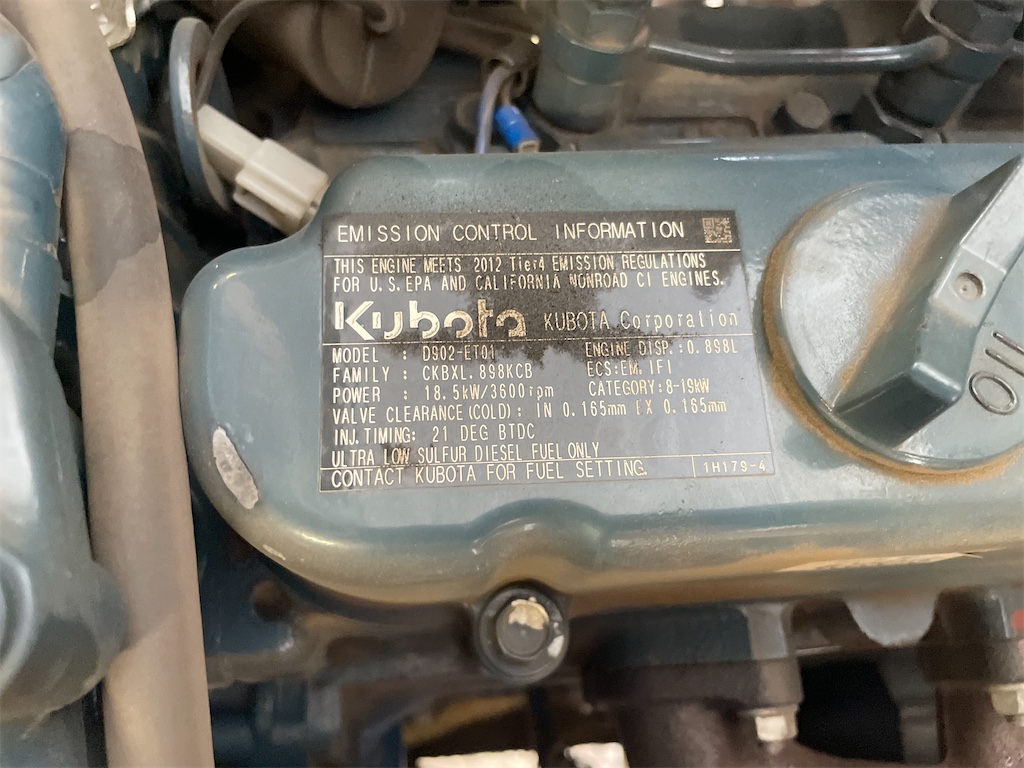 EMISSION CONTROL INFORMATION
THIS ENGINE MEETS 2012 Tier4 EMISSION REGULATIONS
FOR U.S. EPA AND CALIFORNIA NONROAD CI ENGINES.
Kubota KUBOTA Corporation
MODEL : D902-ET01 ENGINE DISP.:0.898L
FAMILY : CKBXL.898KCB ECS:EM.IFI
POWER : 18.5kW/3600rpm CATEGORY:8-19kW
VALVE CLEARANCE(COLD): IN 0.165mm EX 0.165mm
INJ.TIMING: 21 DEG BTDC
ULTRA LOW SULFUR DIESEL FUEL ONLY
CONTACT KUBOTA FOR FUEL SETTING. 1H179-4
OIL